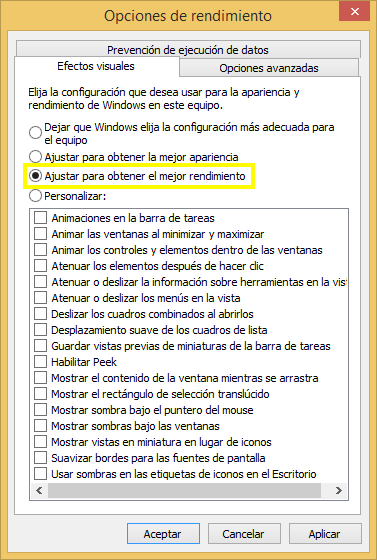 Opciones de rendimiento
Prevención de ejecución de datos
Efectos visuales
Opciones avanzadas
Elija la configuración que desea usar para la apariencia y
rendimiento de Windows en este equipo.
Dejar que Windows elija la configuración más adecuada para
el equipo
Ajustar para obtener la mejor apariencia
Ajustar para obtener el mejor rendimiento
Personalizar:
Animaciones en la barra de tareas
Animar las ventanas al minimizar y maximizar
Animar los controles y elementos dentro de las ventanas
Atenuar los elementos después de hacer clic
Atenuar o deslizar la información sobre herramientas en la vist
Atenuar o deslizar los menús en la vista
Deslizar los cuadros combinados al abrirlos
Desplazamiento suave de los cuadros de lista
Guardar vistas previas de miniaturas de la barra de tareas
Habilitar Peek
Mostrar el contenido de la ventana mientras se arrastra
Mostrar el rectángulo de selección translúcido
Mostrar sombra bajo el puntero del mouse
Mostrar sombras bajo las ventanas
Mostrar vistas en miniatura en lugar de iconos
Suavizar bordes para las fuentes de pantalla
Usar sombras en las etiquetas de iconos en el Escritorio
Aceptar
Cancelar
Aplicar